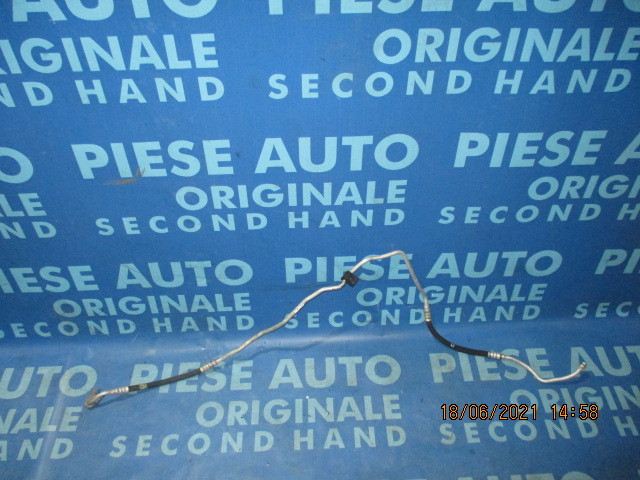 PIESE AUTO PIESE AUTO
ORIGINALE ORIGINALE
SECOND HAND SECOND HAND
PIESE AUTO PIESE AUTO
ORIGINALE ORIGINALE
SECOND HAND SECOND HAND
PIESE AUTO PIESE AUTO
ORIGINALE ORIGINALE
SECOND HAND SECOND HAND
PIESE AUTO PIESE AUTO
ORIGINALE
SECOND HAND
18/06/2021 14:58